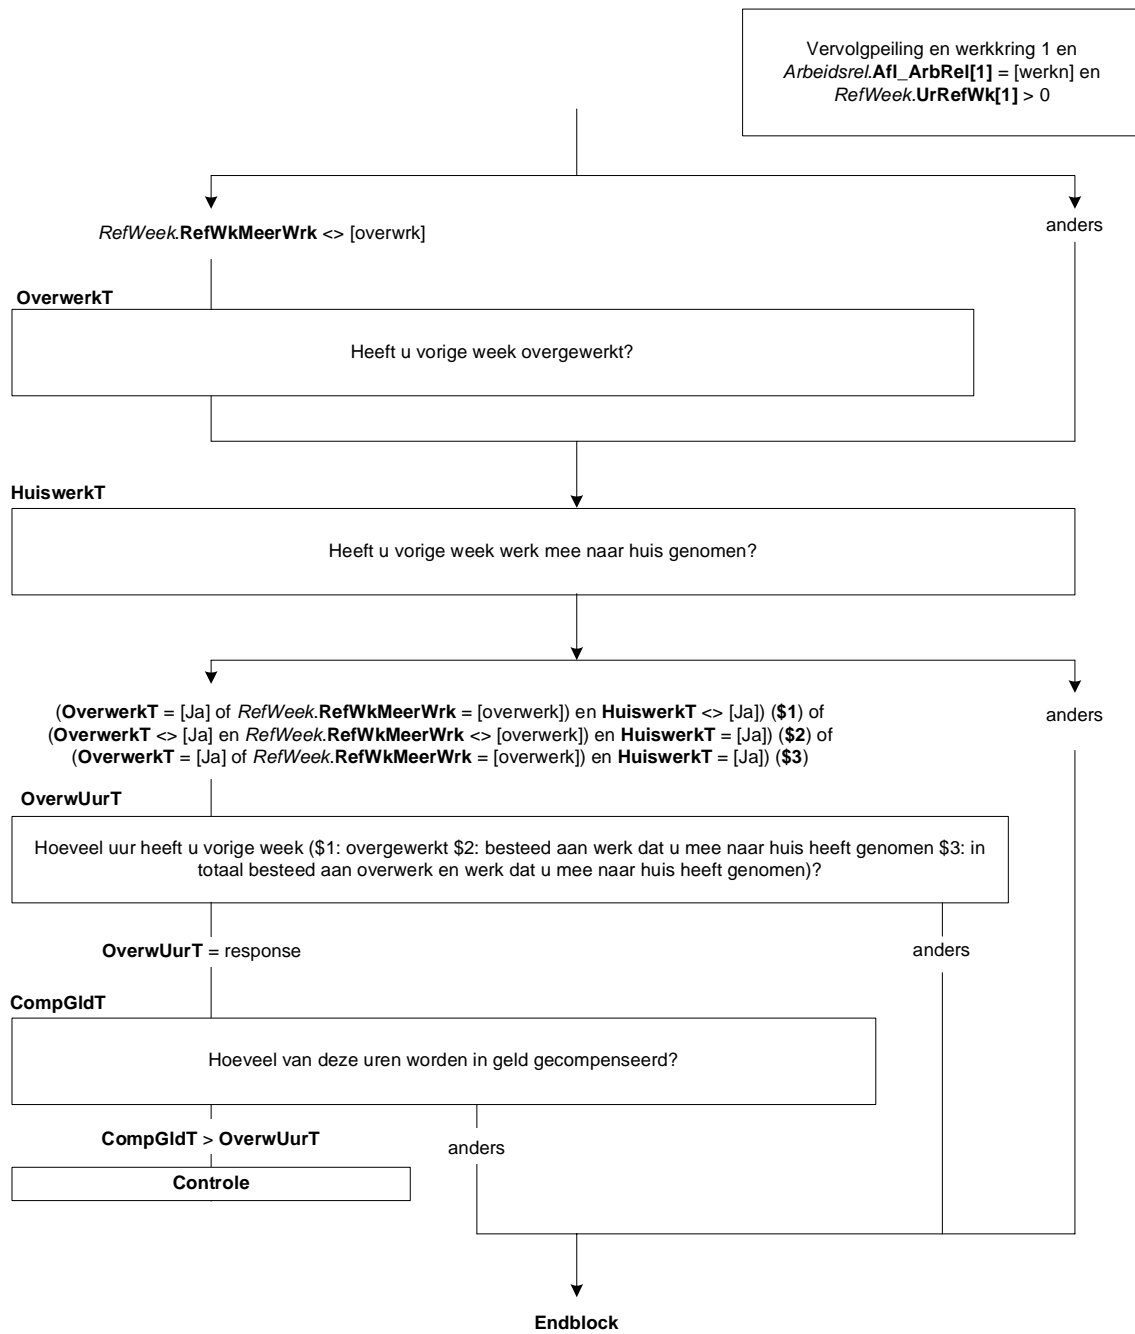 Vervolgpeiling en werkkring 1 en
Arbeidsrel.Afl_ArbRel[1] = [werkn] en
RefWeek.UrRefWk[1] > 0
RefWeek.RefWkMeerWrk <> [overwrk]
anders
OverwerkT
Heeft u vorige week overgewerkt?
HuiswerkT
Heeft u vorige week werk mee naar huis genomen?
(OverwerkT = [Ja] of RefWeek.RefWkMeerWrk = [overwerk]) en HuiswerkT <> [Ja]) ($1) of
(OverwerkT <> [Ja] en RefWeek.RefWkMeerWrk <> [overwerk]) en HuiswerkT = [Ja]) ($2) of
(OverwerkT = [Ja] of RefWeek.RefWkMeerWrk = [overwerk]) en HuiswerkT = [Ja]) ($3)
anders
OverwUurT
Hoeveel uur heeft u vorige week ($1: overgewerkt $2: besteed aan werk dat u mee naar huis heeft genomen $3: in
totaal besteed aan overwerk en werk dat u mee naar huis heeft genomen)?
OverwUurT = response
anders
CompGldT
Hoeveel van deze uren worden in geld gecompenseerd?
CompGldT > OverwUurT
anders
Controle
Endblock